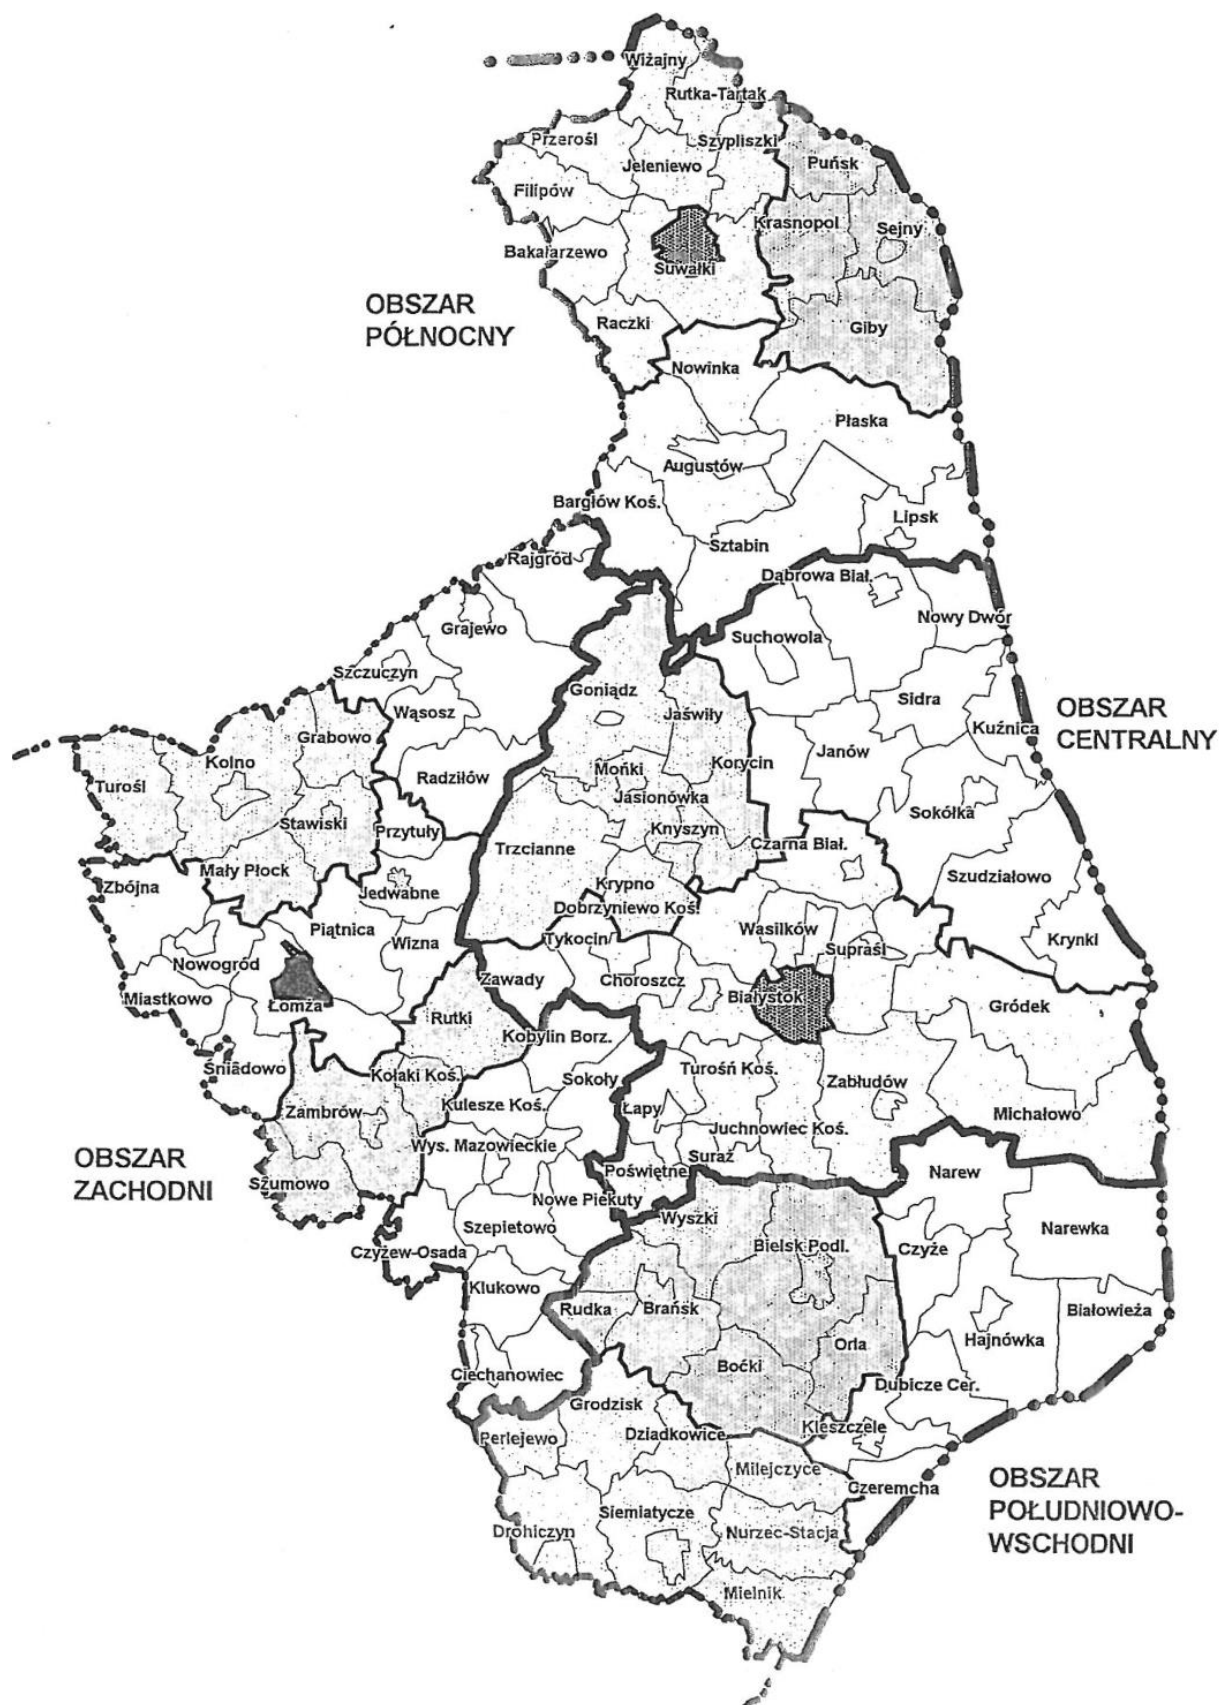 Wiżajny
Rutka-Tartak
Przerośl
Szypliszki
Jeleniewo
Puńsk
Filipów
Krasnopol
Sejny
Bakałarzewo
Suwałki
OBSZAR
PÓŁNOCNY
Raczki
Giby
Nowinka
Płaska
Augustów
Bargłów Koś.
Lipsk
Sztabin
Rajgród
Dąbrowa Biał.
Nowy Dwór
Grajewo
Suchowola
Szczuczyn
Goniądz
Sidra
Wąsosz
Jaświły
Kuźnica
OBSZAR
CENTRALNY
Grabowo
Kolno
Janów
Korycin
Radziłów
Mońki
Turośl
Jasionówka
Sokółka
Stawiski
Przytuły
Knyszyn
Trzcianne
Czarna Biał.
Mały Płock
Szudziałowo
Zbójna
Krypno
Jedwabne
Dobrzyniewo Koś.
Piątnica
Wasilków
Krynki
Wizna
Tykocin
Supraśl
Nowogród
Zawady
Choroszcz
Miastkowo
Białystok
Łomża
Gródek
Rutki
Kobylin Borz.
Śniadowo
Kołaki Koś.
Sokoły
Turośń Koś.
Zabłudów
Zambrów
Kulesze Koś.
Łapy
Michałowo
Juchnowiec Koś.
Wys. Mazowieckie
OBSZAR
ZACHODNI
Suraż
Poświętne
Narew
Szumowo
Nowe Piekuty
Wyszki
Szepietowo
Narewka
Bielsk Podl.
Czyże
Czyżew-Osada
Klukowo
Rudka
Brańsk
Białowieża
Hajnówka
Orla
Boćki
Ciechanowiec
Dubicze Cer.
Grodzisk
Kleszczele
Dziadkowice
Perlejewo
Milejczyce
Czeremcha
OBSZAR
POŁUDNIOWO-
WSCHODNI
Siemiatycze
Drohiczyn
Nurzec-Stacja
Mielnik